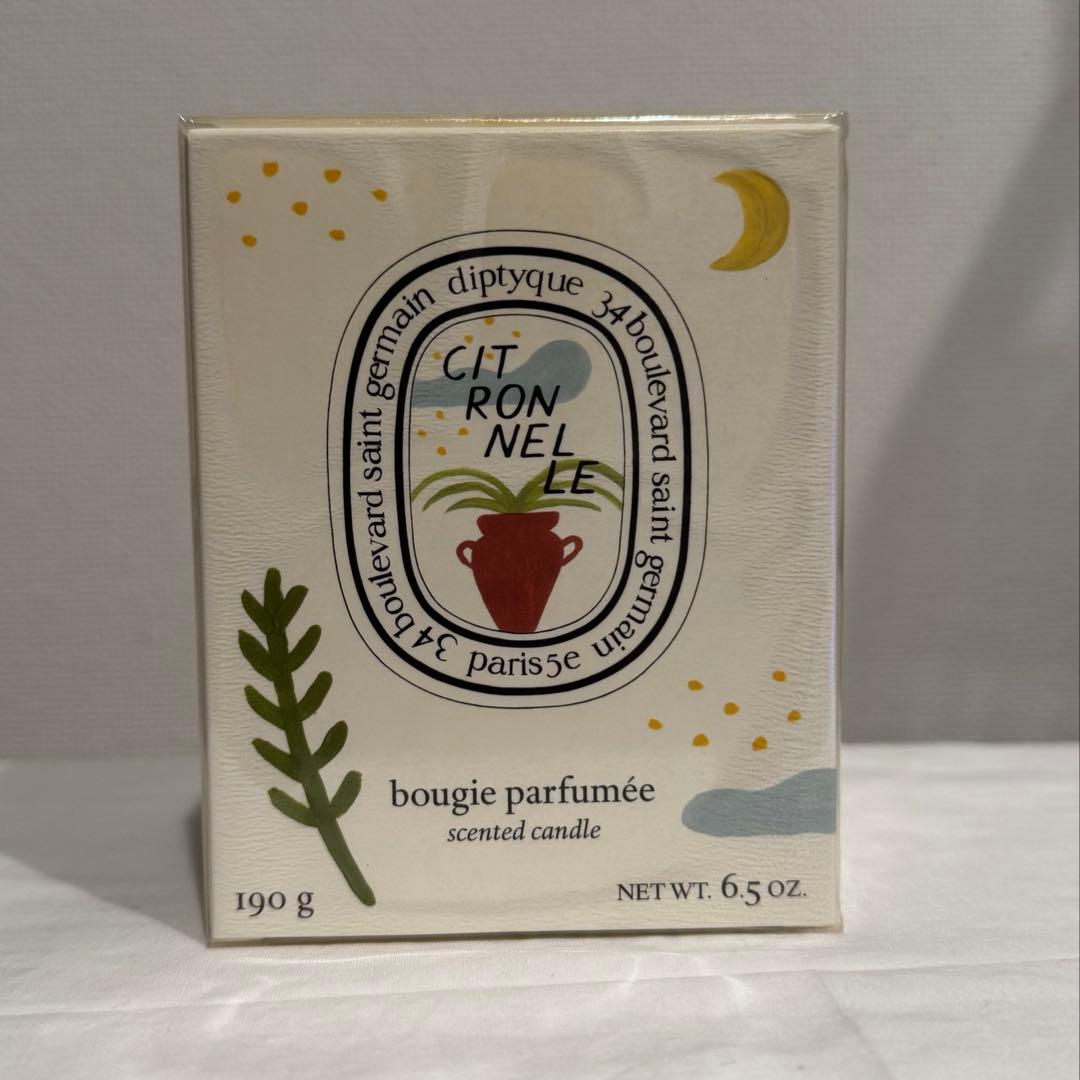 diptyque
34 boulevard saint germain
paris 5e
34 boulevard saint germain
CIT
RON
NEL
LE
bougie parfumée
scented candle
190 g
NET WT. 6.5 OZ.